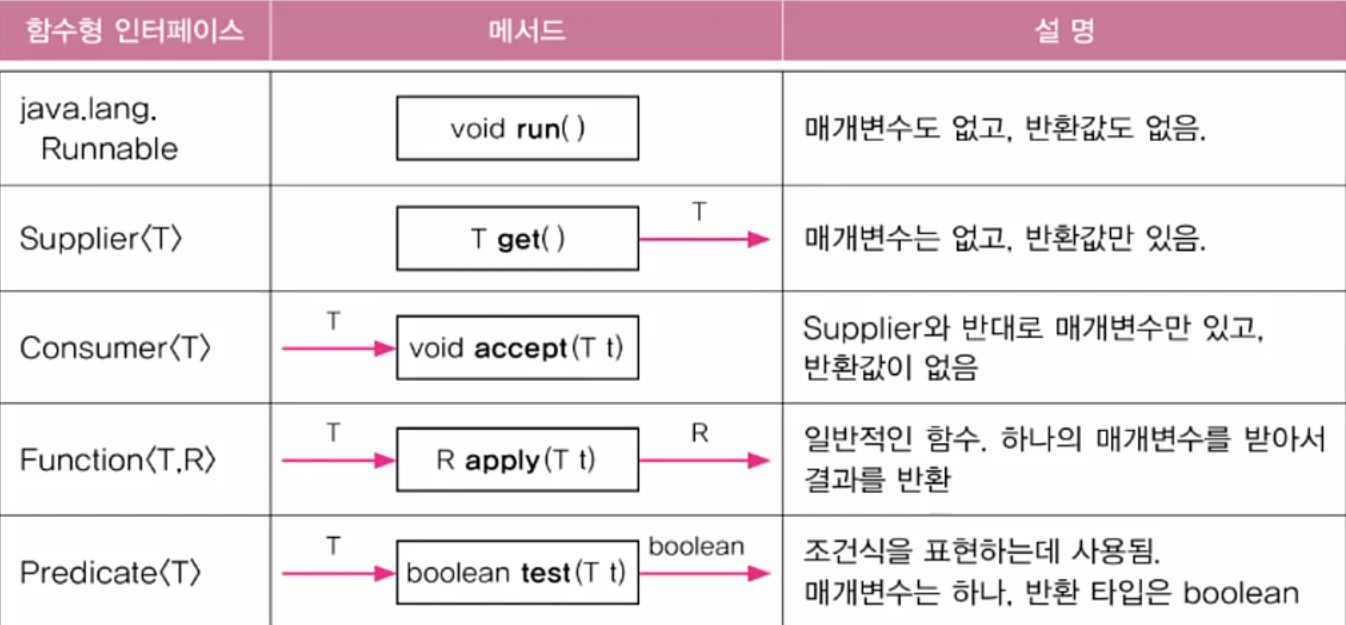 함수형 인터페이스
메서드
설 명
java.lang.
Runnable
void run( )
매개변수도 없고, 반환값도 없음.
Supplier〈T〉
T get( )
T
매개변수는 없고, 반환값만 있음.
Consumer〈T〉
T
void accept(T t)
Supplier와 반대로 매개변수만 있고,
반환값이 없음
Function〈T,R〉
T
R apply(T t)
R
일반적인 함수. 하나의 매개변수를 받아서
결과를 반환
Predicate〈T〉
T
boolean test(T t)
boolean
조건식을 표현하는데 사용됨.
매개변수는 하나, 반환 타입은 boolean